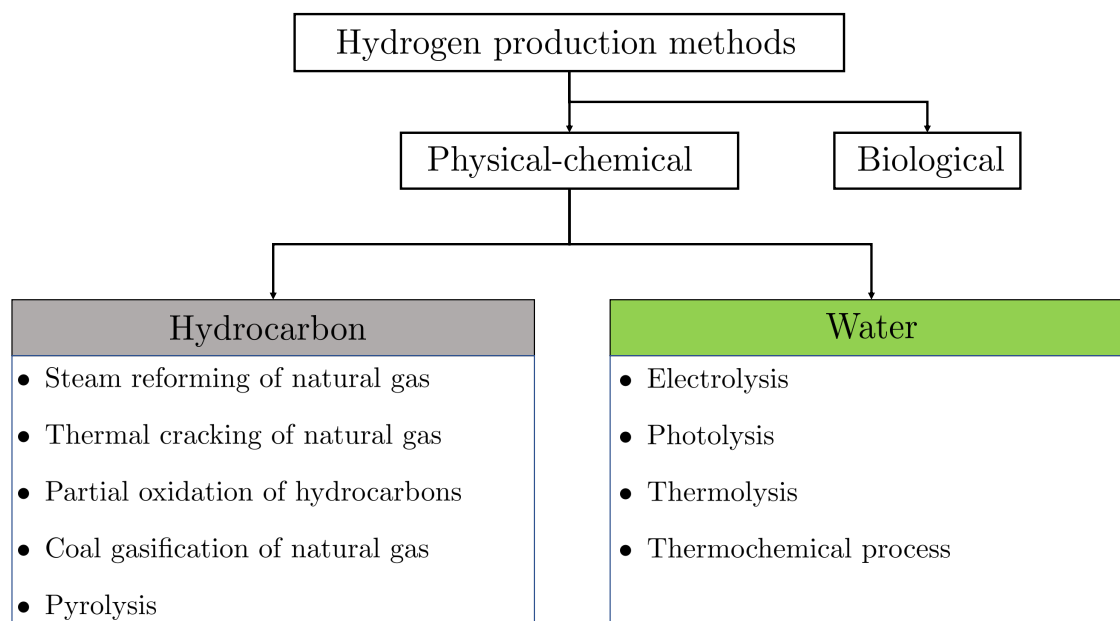 Hydrogen production methods
Physical-chemical
Biological
Hydrocarbon
• Steam reforming of natural gas
• Thermal cracking of natural gas
• Partial oxidation of hydrocarbons
• Coal gasification of natural gas
• Pyrolysis
Water
• Electrolysis
• Photolysis
• Thermolysis
• Thermochemical process